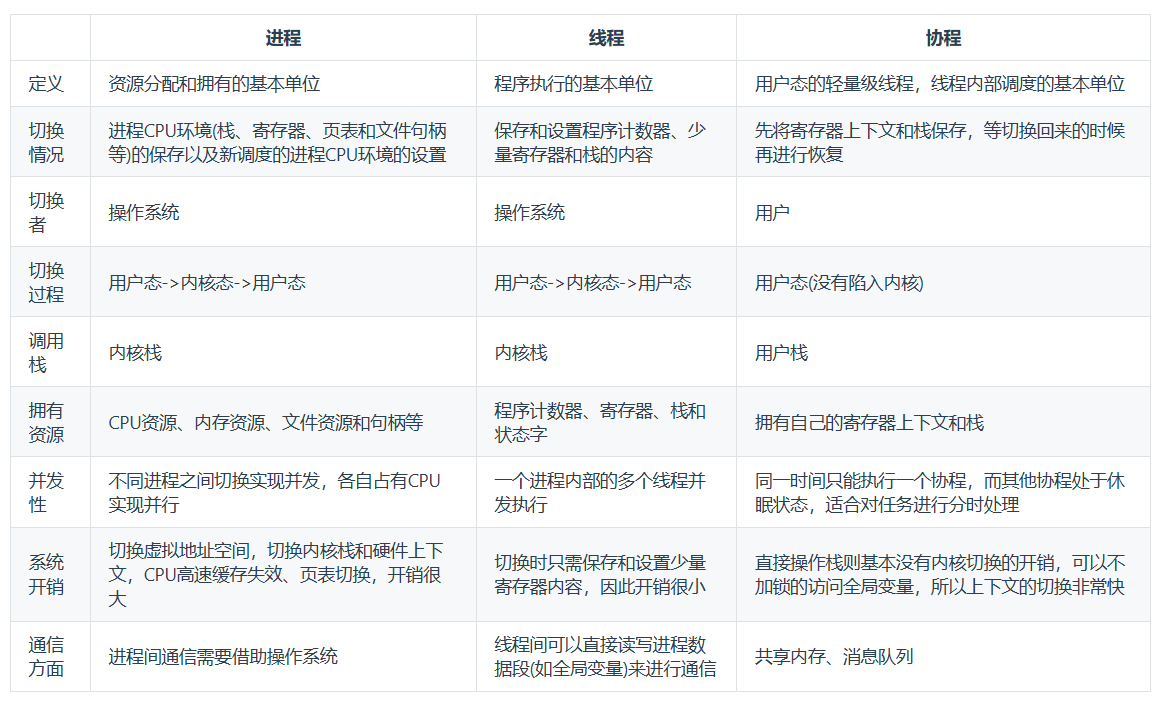 进程 线程 协程
定义 资源分配和拥有的基本单位 程序执行的基本单位 用户态的轻量级线程，线程内部调度的基本单位
切换
情况
进程CPU环境(栈、寄存器、页表和文件句柄
等)的保存以及新调度的进程CPU环境的设置
保存和设置程序计数器、少
量寄存器和栈的内容
先将寄存器上下文和栈保存，等切换回来的时候
再进行恢复
切换
者
操作系统 操作系统 用户
切换
过程
用户态->内核态->用户态 用户态->内核态->用户态 用户态(没有陷入内核)
调用
栈
内核栈 内核栈 用户栈
拥有
资源
CPU资源、内存资源、文件资源和句柄等
程序计数器、寄存器、栈和
状态字
拥有自己的寄存器上下文和栈
并发
性
不同进程之间切换实现并发，各自占有CPU
实现并行
一个进程内部的多个线程并
发执行
同一时间只能执行一个协程，而其他协程处于休
眠状态，适合对任务进行分时处理
系统
开销
切换虚拟地址空间，切换内核栈和硬件上下
文，CPU高速缓存失效、页表切换，开销很
大
切换时只需保存和设置少量
寄存器内容，因此开销很小
直接操作栈则基本没有内核切换的开销，可以不
加锁的访问全局变量，所以上下文的切换非常快
通信
方面
进程间通信需要借助操作系统
线程间可以直接读写进程数
据段(如全局变量)来进行通信
共享内存、消息队列